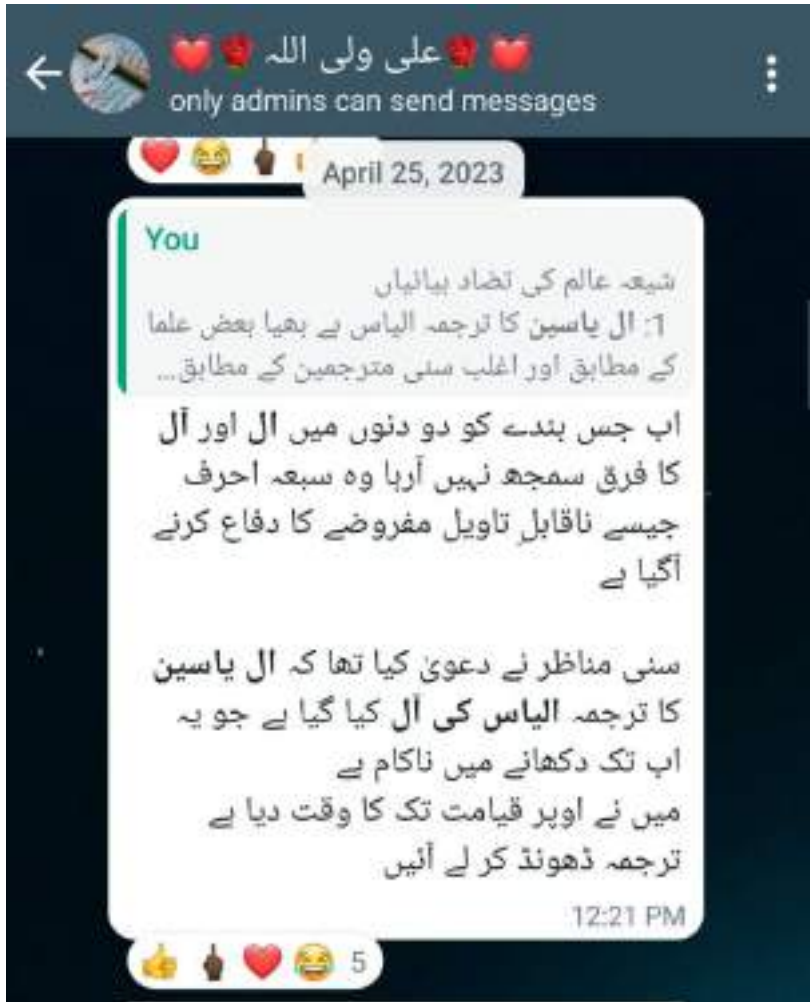 ❤️🌹علی ولی اللہ🌹❤️
only admins can send messages
April 25, 2023
You
شیعہ عالم کی تضاد بیانیاں
1: ال یاسین کا ترجمہ الیاس ہے بھیا بعض علما
کے مطابق اور اغلب سنی مترجمین کے مطابق...
اب جس بندے کو دو دنوں میں ال اور آل
کا فرق سمجھ نہیں آرہا وہ سبعہ احرف
جیسے ناقابلِ تاویل مفروضے کا دفاع کرنے
آگیا ہے
سنی مناظر نے دعویٰ کیا تھا کہ ال یاسین
کا ترجمہ الیاس کی آل کیا گیا ہے جو یہ
اب تک دکھانے میں ناکام ہے
میں نے اوپر قیامت تک کا وقت دیا ہے
ترجمہ ڈھونڈ کر لے آئیں
12:21 PM
5